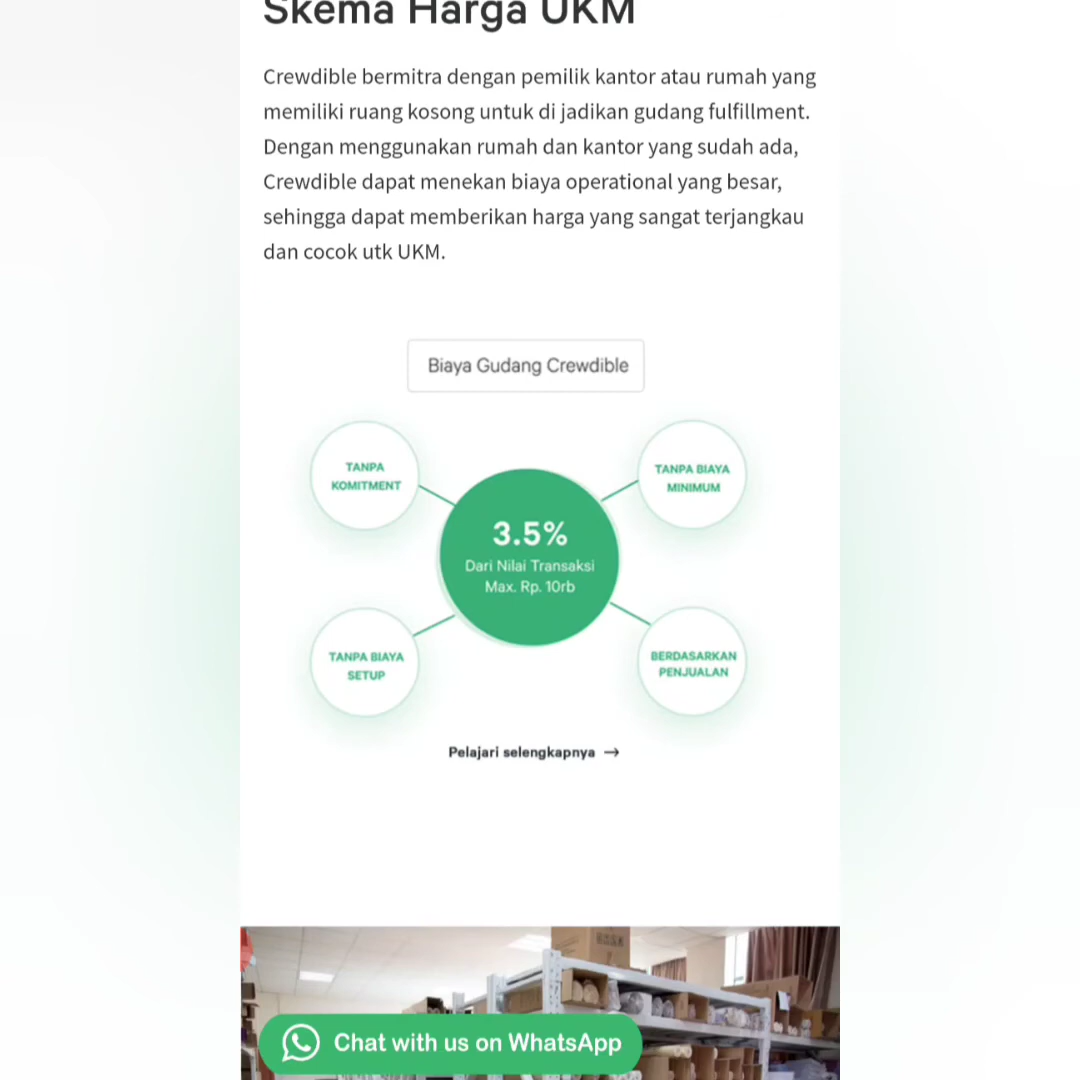 Skema Harga UKM
Crewdible bermitra dengan pemilik kantor atau rumah yang
memiliki ruang kosong untuk di jadikan gudang fulfillment.
Dengan menggunakan rumah dan kantor yang sudah ada,
Crewdible dapat menekan biaya operational yang besar,
sehingga dapat memberikan harga yang sangat terjangkau
dan cocok utk UKM.
Biaya Gudang Crewdible
TANPA
KOMITMENT
TANPA BIAYA
MINIMUM
3.5%
Dari Nilai Transaksi
Max. Rp. 10rb
TANPA BIAYA
SETUP
BERDASARKAN
PENJUALAN
Pelajari selengkapnya →
Chat with us on WhatsApp